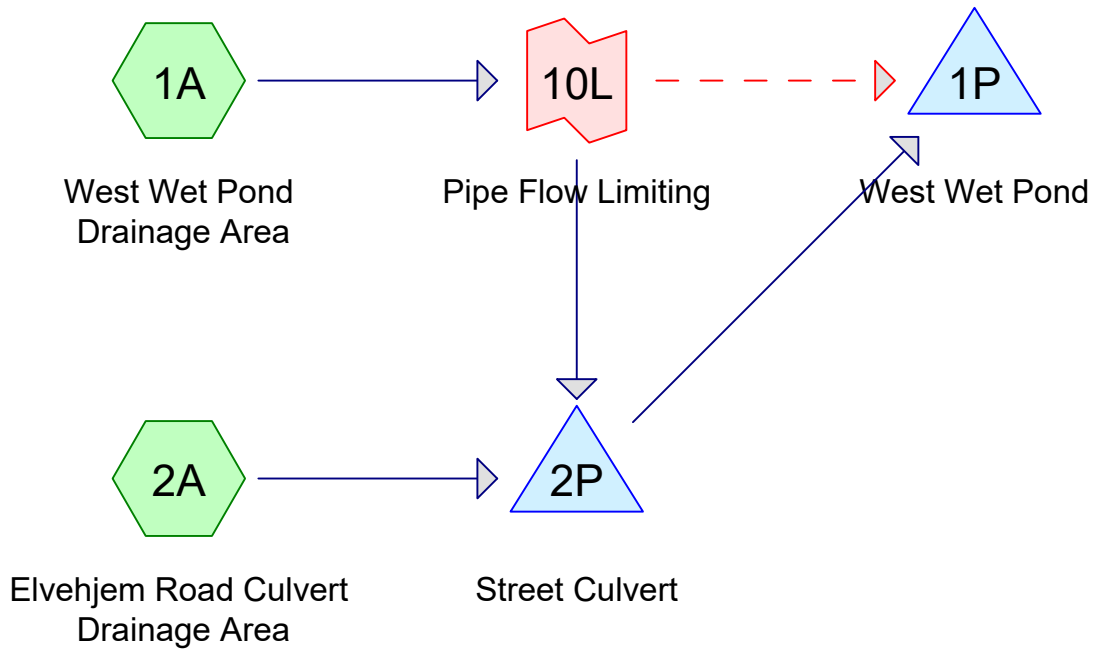 1A
10L
1P
West Wet Pond
Drainage Area
Pipe Flow Limiting
West Wet Pond
2A
2P
Elvehjem Road Culvert
Drainage Area
Street Culvert